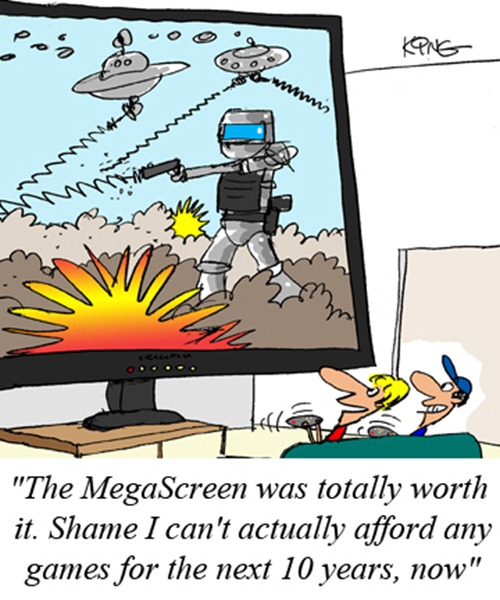 KPNG
"The MegaScreen was totally worth
it. Shame I can't actually afford any
games for the next 10 years, now"